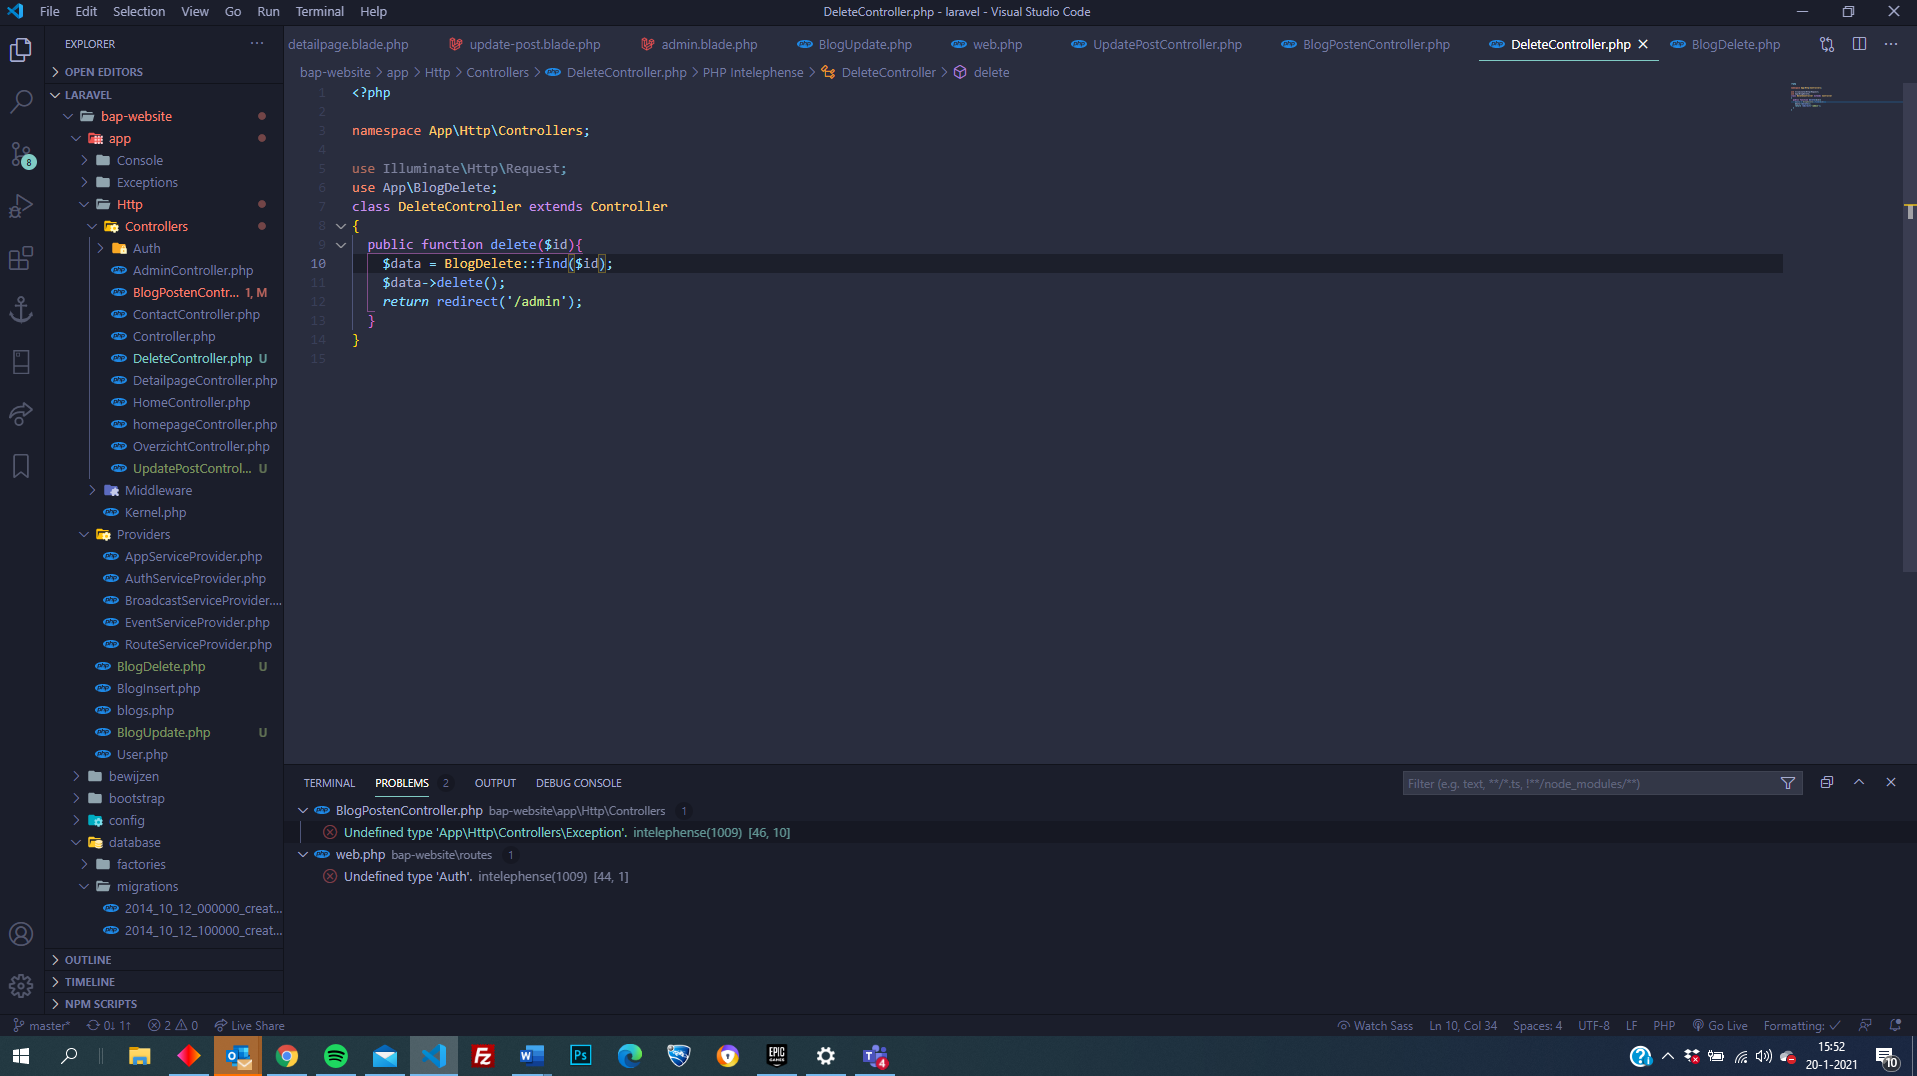 File Edit Selection View Go Run Terminal Help
DeleteController.php - laravel - Visual Studio Code
EXPLORER
detailpage.blade.php update-post.blade.php admin.blade.php BlogUpdate.php web.php UpdatePostController.php BlogPostenController.php DeleteController.php BlogDelete.php
OPEN EDITORS
LARAVEL
bap-website
app
Console
Exceptions
Http
Controllers
Auth
AdminController.php
BlogPostenContr... 1, M
ContactController.php
Controller.php
DeleteController.php U
DetailpageController.php
HomeController.php
homepageController.php
OverzichtController.php
UpdatePostControl... U
Middleware
Kernel.php
Providers
AppServiceProvider.php
AuthServiceProvider.php
BroadcastServiceProvider....
EventServiceProvider.php
RouteServiceProvider.php
BlogDelete.php U
BlogInsert.php
blogs.php
BlogUpdate.php U
User.php
bewijzen
bootstrap
config
database
factories
migrations
2014_10_12_000000_creat...
2014_10_12_100000_creat...
OUTLINE
TIMELINE
NPM SCRIPTS
8
bap-website > app > Http > Controllers > DeleteController.php > PHP Intelephense > DeleteController > delete
1 <?php
2
3 namespace App\Http\Controllers;
4
5 use Illuminate\Http\Request;
6 use App\BlogDelete;
7 class DeleteController extends Controller
8 {
9 public function delete($id){
10 $data = BlogDelete::find($id);
11 $data->delete();
12 return redirect('/admin');
13 }
14 }
15
TERMINAL PROBLEMS 2 OUTPUT DEBUG CONSOLE
Filter (e.g. text, **/*.ts, !**/node_modules/**)
BlogPostenController.php bap-website\app\Http\Controllers 1
Undefined type 'App\Http\Controllers\Exception'. intelephense(1009) [46, 10]
web.php bap-website\routes 1
Undefined type 'Auth'. intelephense(1009) [44, 1]
master* 0↓ 1↑ 2 0 Live Share
Watch Sass Ln 10, Col 34 Spaces: 4 UTF-8 LF PHP Go Live Formatting: ✓
15:52
20-1-2021
10
EPIC GAMES
4